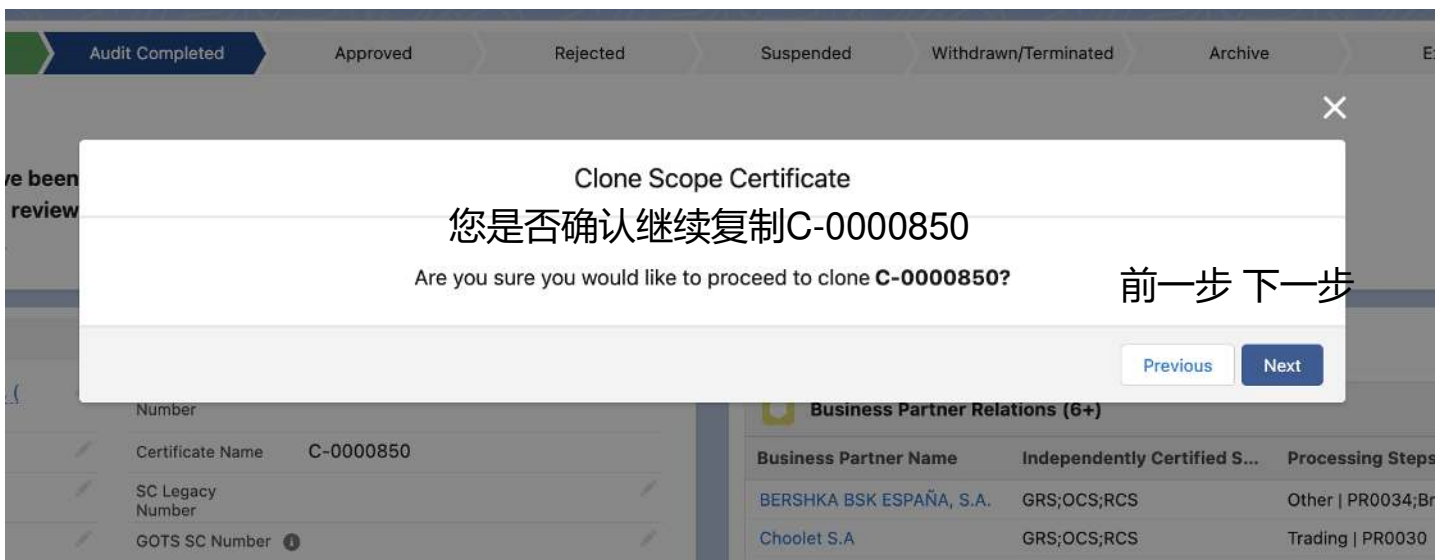 Audit Completed Approved Rejected Suspended Withdrawn/Terminated Archive
Clone Scope Certificate
been
review
您是否确认继续复制C-0000850
Are you sure you would like to proceed to clone C-0000850?
前一步 下一步
Previous Next
Number
Business Partner Relations (6+)
Certificate Name C-0000850
Business Partner Name Independently Certified S... Processing Steps
SC Legacy
Number
BERSHKA BSK ESPAÑA, S.A. GRS;OCS;RCS Other | PR0034;Br
GOTS SC Number
Choolet S.A GRS;OCS;RCS Trading | PR0030